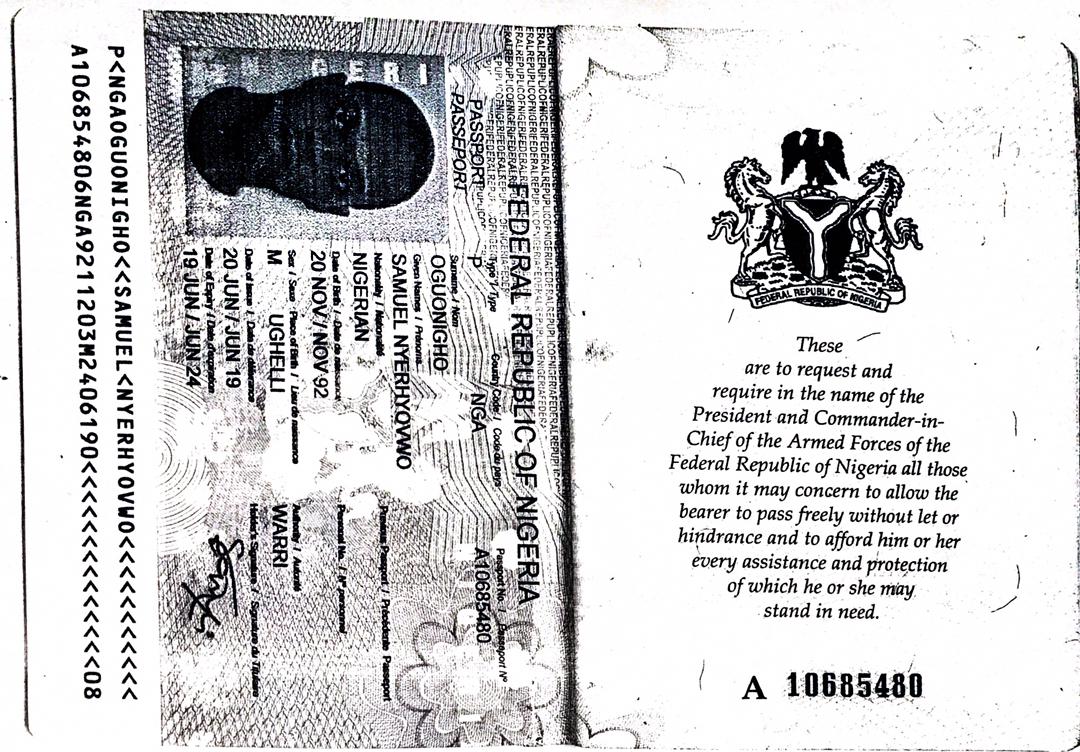 FEDERAL REPUBLIC OF NIGERIA
PASSPORT
PASSEPORT
Type / Type
P
Country Code / Code du pays
NGA
Passport No. / Passeport N°
A10685480
Surname / Nom
OGUONIGHO
Given Names / Prénoms
SAMUEL NYERHYOVWO
Nationality / Nationalité
NIGERIAN
Previous Passport / Précédente Passeport
Date of Birth / Date de naissance
20 NOV / NOV 92
Personal No. / N° personnel
Sex / Sexe
M
Place of Birth / Lieu de naissance
UGHELLI
Authority / Autorité
WARRI
Date of Issue / Date de délivrance
20 JUN / JUN 19
Holder's Signature / Signature du Titulaire
Date of Expiry / Date d'expiration
19 JUN / JUN 24
P<NGAOGUONIGHO<<SAMUEL<NYERHYOVWO<<<<<<<<<<<
A106854806NGA9211203M2406190<<<<<<<<<<<<<<08
FEDERAL REPUBLIC OF NIGERIA
These
are to request and
require in the name of the
President and Commander-in-
Chief of the Armed Forces of the
Federal Republic of Nigeria all those
whom it may concern to allow the
bearer to pass freely without let or
hindrance and to afford him or her
every assistance and protection
of which he or she may
stand in need.
A 10685480